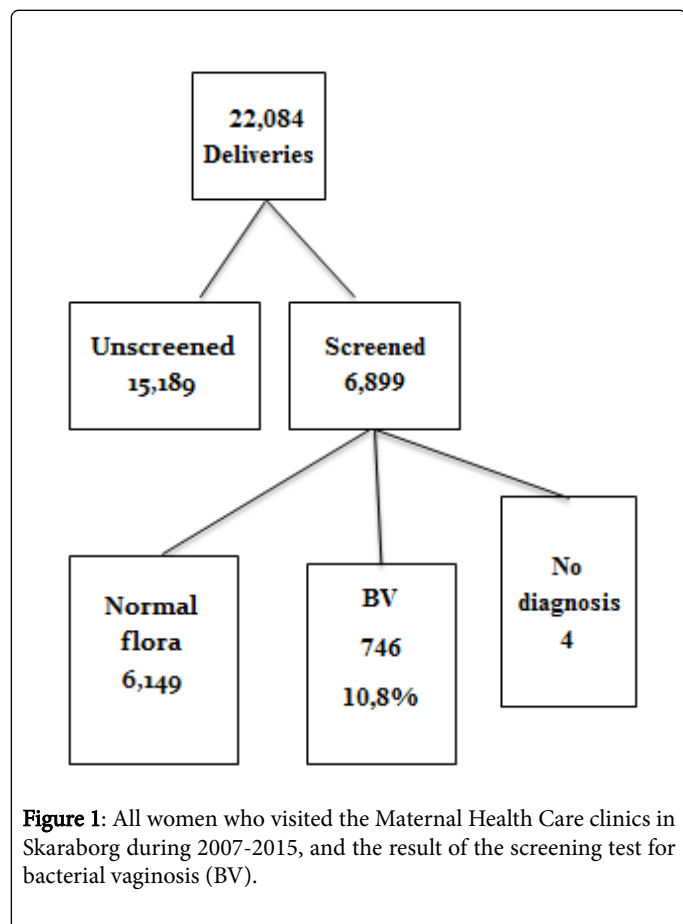 22,084
Deliveries
Unscreened
15,189
Screened
6,899
Normal
flora
6,149
BV
746
10,8%
No
diagnosis
4
Figure 1: All women who visited the Maternal Health Care clinics in
Skaraborg during 2007-2015, and the result of the screening test for
bacterial vaginosis (BV).